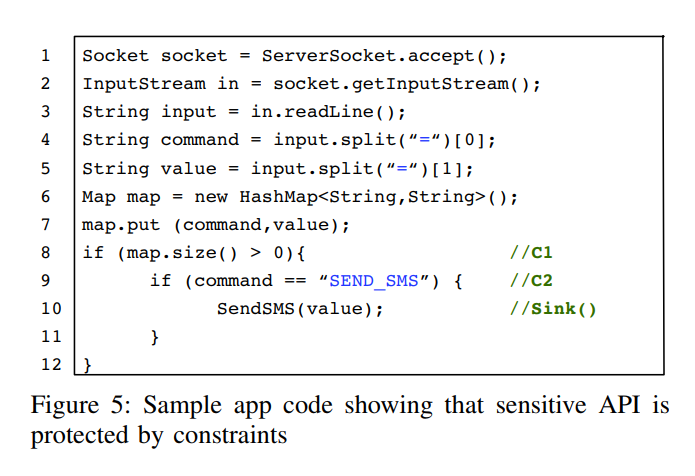 1 Socket socket = ServerSocket.accept();
2 InputStream in = socket.getInputStream();
3 String input = in.readLine();
4 String command = input.split(“=“)[0];
5 String value = input.split(“=“)[1];
6 Map map = new HashMap<String,String>();
7 map.put (command,value);
8 if (map.size() > 0){ //C1
9 if (command == “SEND_SMS”) { //C2
10 SendSMS(value); //Sink()
11 }
12 }
Figure 5: Sample app code showing that sensitive API is
protected by constraints